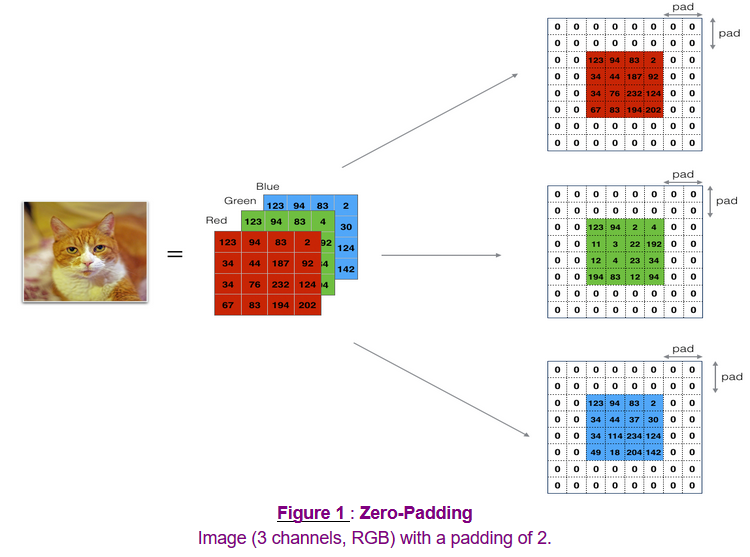 Blue
123 94 83 2
30
124
142
Green
123 94 83 4
92
Red
123 94 83 2
34 44 187 92
34 76 232 124
67 83 194 202
=
pad
pad
0 0 0 0 0 0 0 0
0 0 0 0 0 0 0 0
0 0 123 94 83 2 0 0
0 0 34 44 187 92 0 0
0 0 34 76 232 124 0 0
0 0 67 83 194 202 0 0
0 0 0 0 0 0 0 0
0 0 0 0 0 0 0 0
pad
pad
0 0 0 0 0 0 0 0
0 0 0 0 0 0 0 0
0 0 123 94 2 4 0 0
0 0 11 3 22 192 0 0
0 0 12 4 23 34 0 0
0 0 194 83 12 94 0 0
0 0 0 0 0 0 0 0
0 0 0 0 0 0 0 0
pad
pad
0 0 0 0 0 0 0 0
0 0 0 0 0 0 0 0
0 0 123 94 83 2 0 0
0 0 34 44 37 30 0 0
0 0 34 114 234 124 0 0
0 0 49 18 204 142 0 0
0 0 0 0 0 0 0 0
0 0 0 0 0 0 0 0
Figure 1 : Zero-Padding
Image (3 channels, RGB) with a padding of 2.